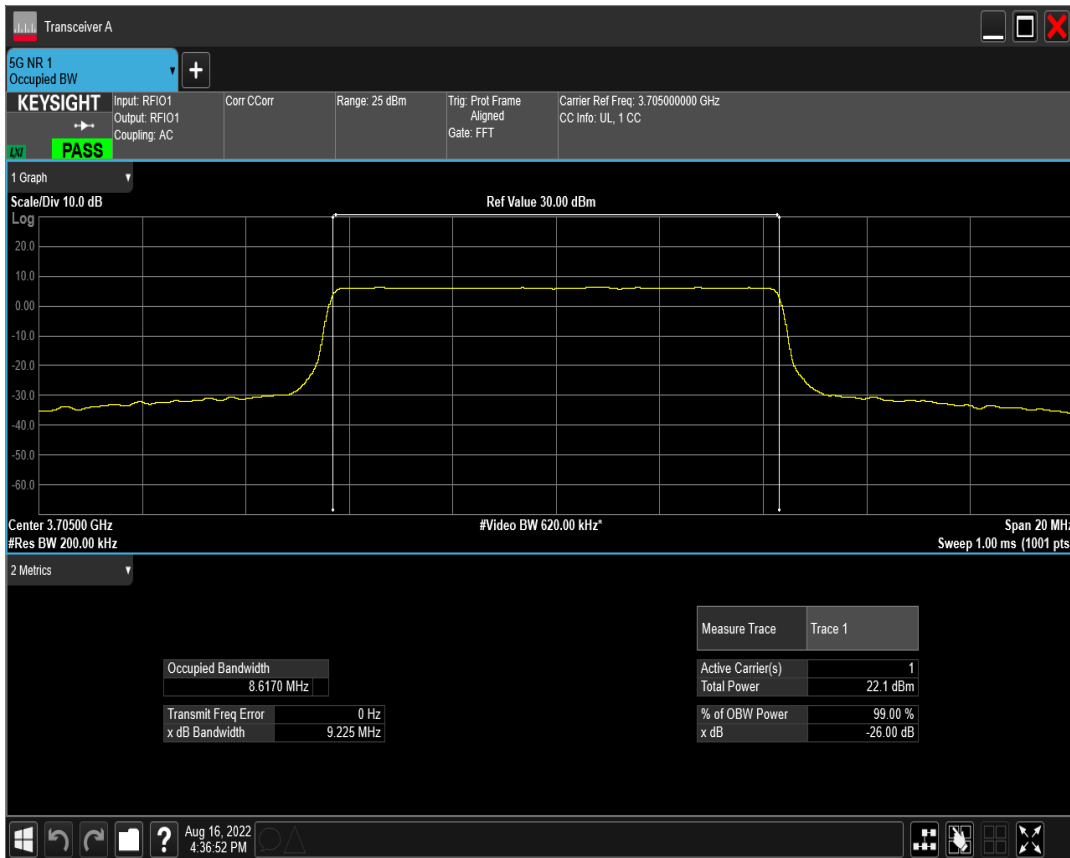 Transceiver A
5G NR 1
Occupied BW
+
KEYSIGHT
LXI
PASS
Input: RFIO1
Output: RFIO1
Coupling: AC
Corr CCorr
Range: 25 dBm
Trig: Prot Frame
Aligned
Gate: FFT
Carrier Ref Freq: 3.705000000 GHz
CC Info: UL, 1 CC
1 Graph
Scale/Div 10.0 dB
Ref Value 30.00 dBm
Log
20.0
10.0
0.00
-10.0
-20.0
-30.0
-40.0
-50.0
-60.0
Center 3.70500 GHz
#Video BW 620.00 kHz*
Span 20 MHz
#Res BW 200.00 kHz
Sweep 1.00 ms (1001 pts
2 Metrics
Measure Trace Trace 1
Occupied Bandwidth
8.6170 MHz
Active Carrier(s) 1
Total Power 22.1 dBm
Transmit Freq Error 0 Hz
x dB Bandwidth 9.225 MHz
% of OBW Power 99.00 %
x dB -26.00 dB
?
Aug 16, 2022
4:36:52 PM